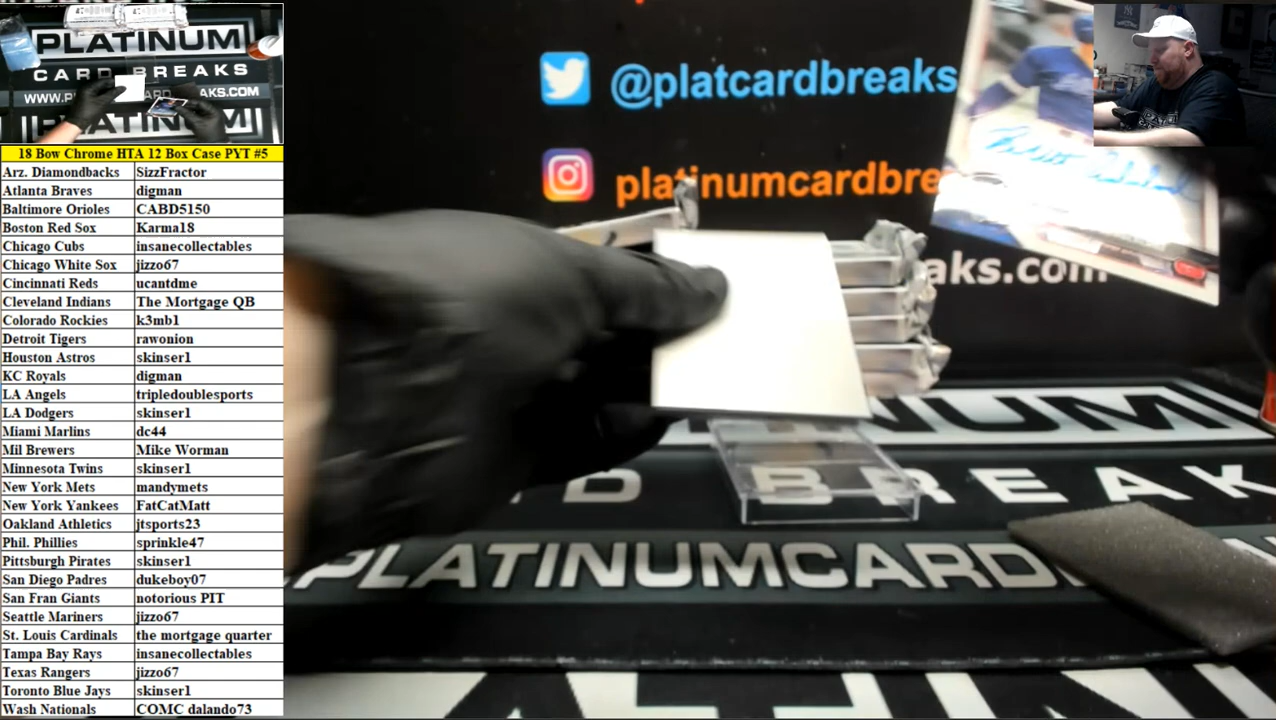 PLATINUM
CARD BREAKS
WWW.P
KS.COM
18 Bow Chrome HTA 12 Box Case PYT #5
Arz. Diamondbacks SizzFractor
Atlanta Braves digman
Baltimore Orioles CABD5150
Boston Red Sox Karma18
Chicago Cubs insanecollectables
Chicago White Sox jizzo67
Cincinnati Reds ucantdme
Cleveland Indians The Mortgage QB
Colorado Rockies k3mb1
Detroit Tigers rawonion
Houston Astros skinser1
KC Royals digman
LA Angels tripledoublesports
LA Dodgers skinser1
Miami Marlins dc44
Mil Brewers Mike Worman
Minnesota Twins skinser1
New York Mets mandymets
New York Yankees FatCatMatt
Oakland Athletics jtsports23
Phil. Phillies sprinkle47
Pittsburgh Pirates skinser1
San Diego Padres dukeboy07
San Fran Giants notorious PIT
Seattle Mariners jizzo67
St. Louis Cardinals the mortgage quarter
Tampa Bay Rays insanecollectables
Texas Rangers jizzo67
Toronto Blue Jays skinser1
Wash Nationals COMC dalando73
@platcardbreaks
platinumcardbre
aks.com
NUM
D BREAK
PLATINUMCARD